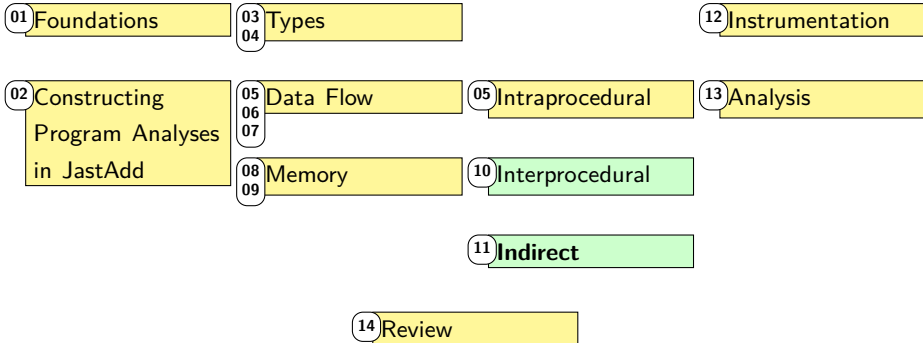 01 Foundations
03 Types
04
12 Instrumentation
02 Constructing
Program Analyses
in JastAdd
05 Data Flow
06
07
05 Intraprocedural
13 Analysis
08 Memory
09
10 Interprocedural
11 Indirect
14 Review